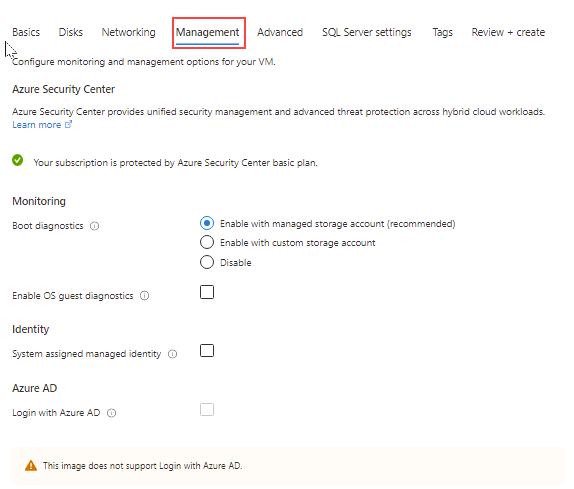 Basics Disks Networking Management Advanced SQL Server settings Tags Review + create
Configure monitoring and management options for your VM.
Azure Security Center
Azure Security Center provides unified security management and advanced threat protection across hybrid cloud workloads.
Learn more
Your subscription is protected by Azure Security Center basic plan.
Monitoring
Boot diagnostics
Enable with managed storage account (recommended)
Enable with custom storage account
Disable
Enable OS guest diagnostics
Identity
System assigned managed identity
Azure AD
Login with Azure AD
This image does not support Login with Azure AD.